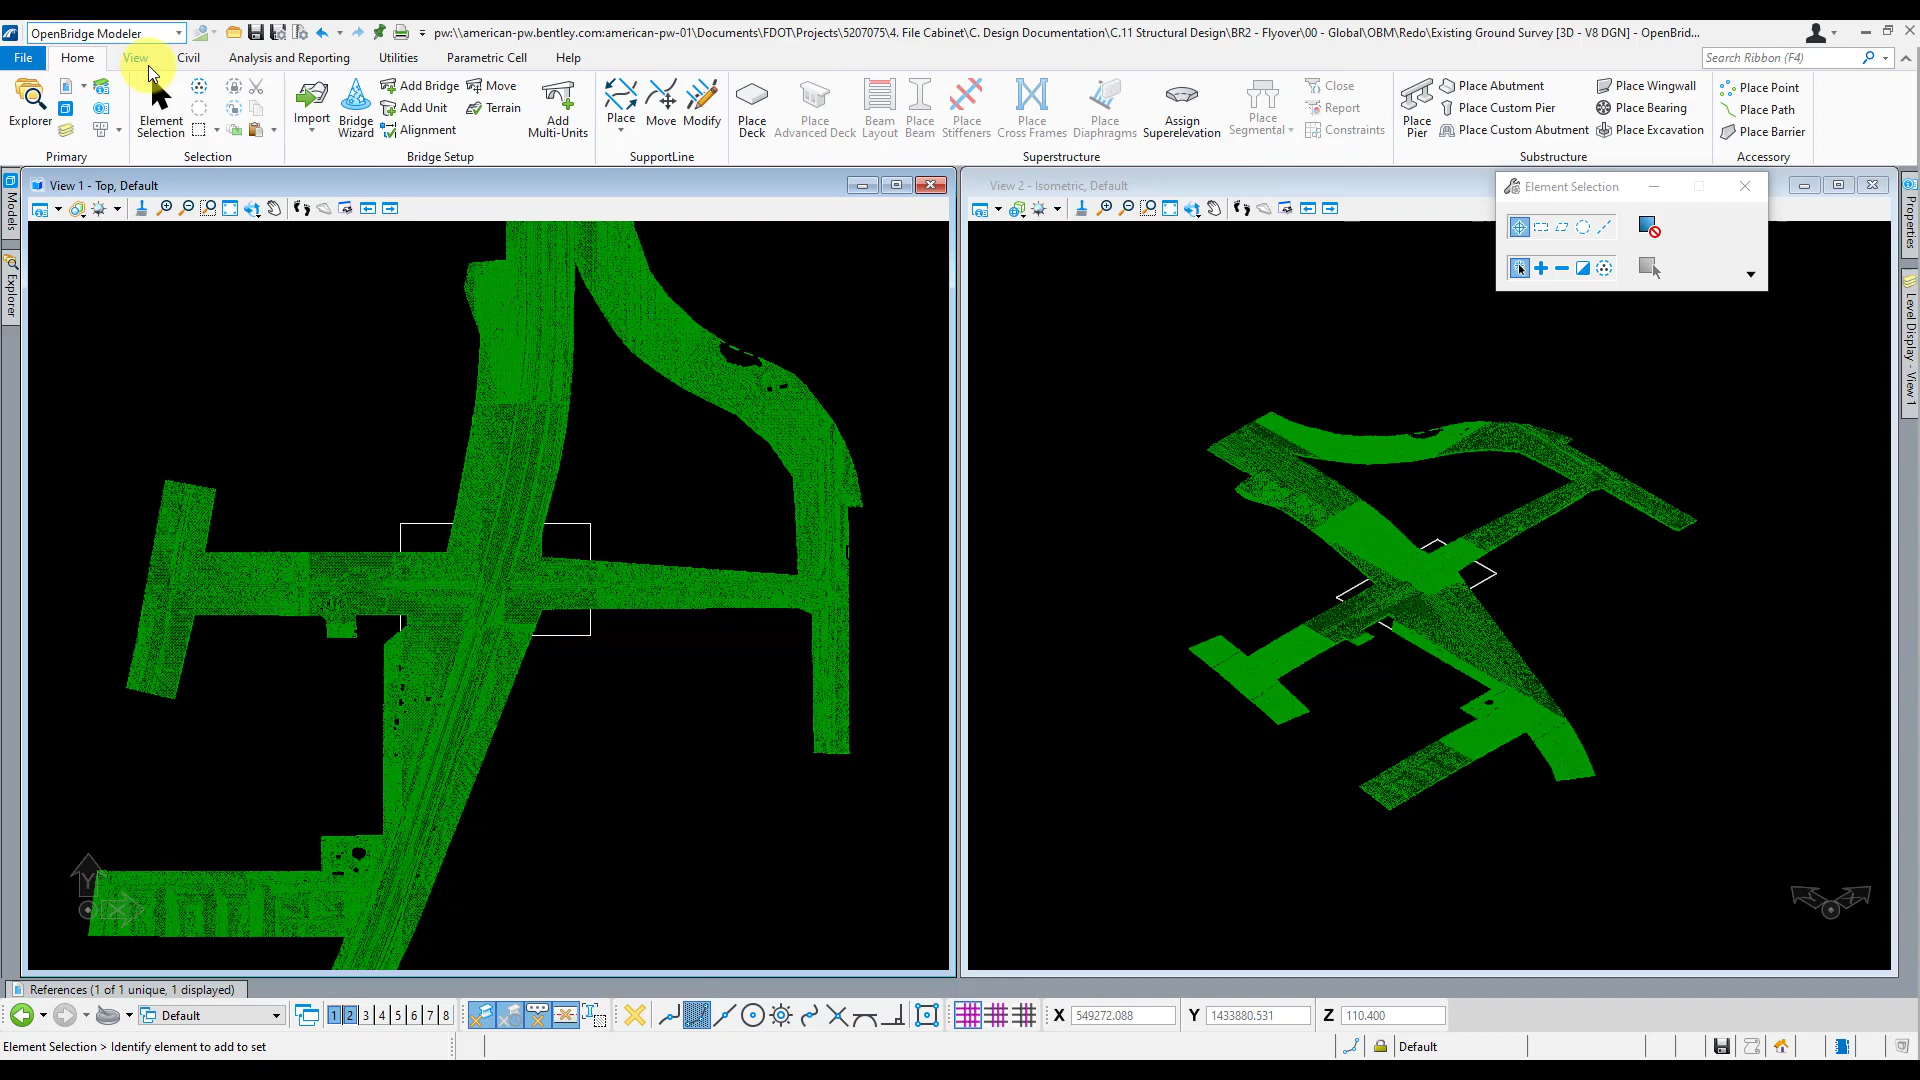 OpenBridge Modeler
pw:\\american-pw.bentley.com:american-pw-01\Documents\FDOT\Projects\5207075\4. File Cabinet\C. Design Documentation\C.11 Structural Design\BR2 - Flyover\00 - Global\OBM\Redo\Existing Ground Survey [3D - V8 DGN] - OpenBrid...
File Home View Civil Analysis and Reporting Utilities Parametric Cell Help
Search Ribbon (F4)
Explorer
Primary
Element Selection
Selection
Import
Bridge Wizard
Add Bridge
Add Unit
Alignment
Move
Terrain
Add Multi-Units
Bridge Setup
Place
Move
Modify
SupportLine
Place Deck
Place Advanced Deck
Beam Layout
Place Beam
Place Stiffeners
Place Cross Frames
Place Diaphragms
Assign Superelevation
Place Segmental
Close
Report
Constraints
Superstructure
Place Pier
Place Abutment
Place Custom Pier
Place Custom Abutment
Place Wingwall
Place Bearing
Place Excavation
Substructure
Place Point
Place Path
Place Barrier
Accessory
Models
Explorer
View 1 - Top, Default
View 2 - Isometric, Default
Element Selection
Properties
Level Display - View 1
Y
X
References (1 of 1 unique, 1 displayed)
Default
1 2 3 4 5 6 7 8
X 549272.088
Y 1433880.531
Z 110.400
Element Selection > Identify element to add to set
Default